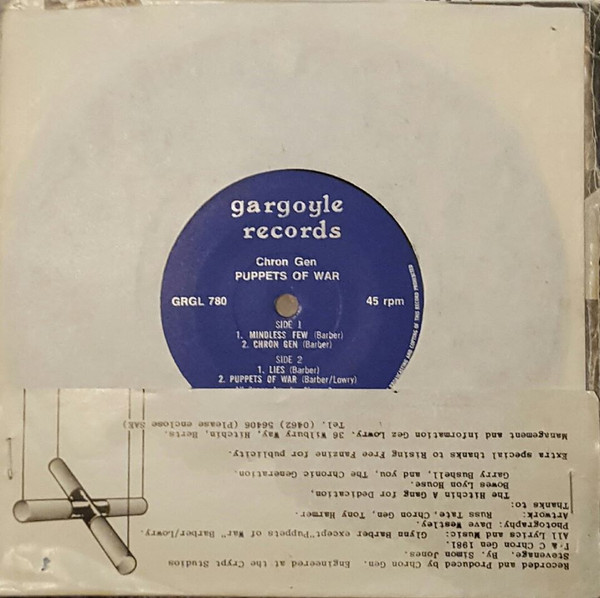 gargoyle
records
Chron Gen
PUPPETS OF WAR
GRGL 780
45 rpm
SIDE 1
1. MINDLESS FEW (Barber)
2. CHRON GEN (Barber)
SIDE 2
1. LIES (Barber)
2. PUPPETS OF WAR (Barber/Lowry)
AND COPYING OF THIS RECORD PROHIBITED
Recorded and Produced by Chron Gen. Engineered at the Crypt Studios
Stevenage. By. Simon Jones.
& C Chron Gen 1981.
All Lyrics and Music: Glynn Barber except"Puppets of War" Barber/Lowry.
Photography: Dave Westley.
Artwork: Russ Tate, Chron Gen, Tony Harmer.
Thanks to:
The Hitchin A Gang for Dedication,
Bowes Lyon House.
Garry Bushell, and you, The Chronic Generation.
Extra special thanks to Rising Free Fanzine for publicity.
Management and information Gez Lowry. 36 Wilbury Way, Hitchin, Herts.
Tel. (0462) 56406 (Please enclose SAE)